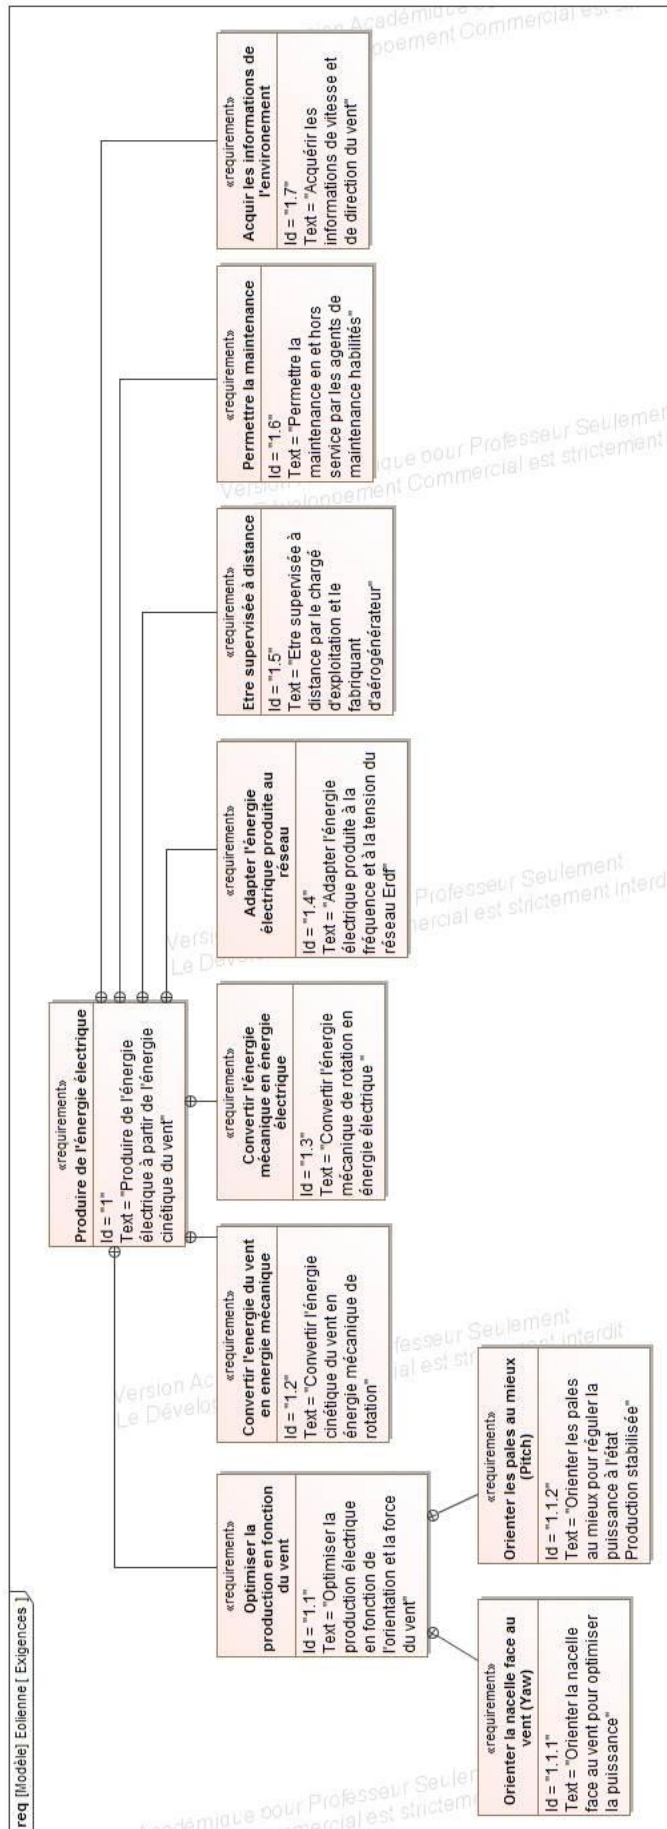 req [Modèle] Eolienne [ Exigences ]
«requirement»
Produire de l'énergie électrique
Id = "1"
Text = "Produire de l'énergie
électrique à partir de l'énergie
cinétique du vent"
«requirement»
Optimiser la
production en fonction
du vent
Id = "1.1"
Text = "Optimiser la
production électrique
en fonction de
l'orientation et la force
du vent"
«requirement»
Convertir l'energie du vent
en energie mécanique
Id = "1.2"
Text = "Convertir l'énergie
cinétique du vent en
énergie mécanique de
rotation"
«requirement»
Convertir l'énergie
mécanique en énergie
électrique
Id = "1.3"
Text = "Convertir l'énergie
mécanique de rotation en
énergie électrique "
«requirement»
Adapter l'énergie
électrique produite au
réseau
Id = "1.4"
Text = "Adapter l'énergie
électrique produite à la
fréquence et à la tension du
réseau Erdf"
«requirement»
Etre supervisée à distance
Id = "1.5"
Text = "Etre supervisée à
distance par le chargé
d'exploitation et le
fabriquant
d'aérogénérateur"
«requirement»
Permettre la maintenance
Id = "1.6"
Text = "Permettre la
maintenance en et hors
service par les agents de
maintenance habilités"
«requirement»
Acquir les informations de
l'environement
Id = "1.7"
Text = "Acquérir les
informations de vitesse et
de direction du vent"
«requirement»
Orienter la nacelle face au
vent (Yaw)
Id = "1.1.1"
Text = "Orienter la nacelle
face au vent pour optimiser
la puissance"
«requirement»
Orienter les pales au mieux
(Pitch)
Id = "1.1.2"
Text = "Orienter les pales
au mieux pour réguler la
puissance à l'état
Production stabilisée"